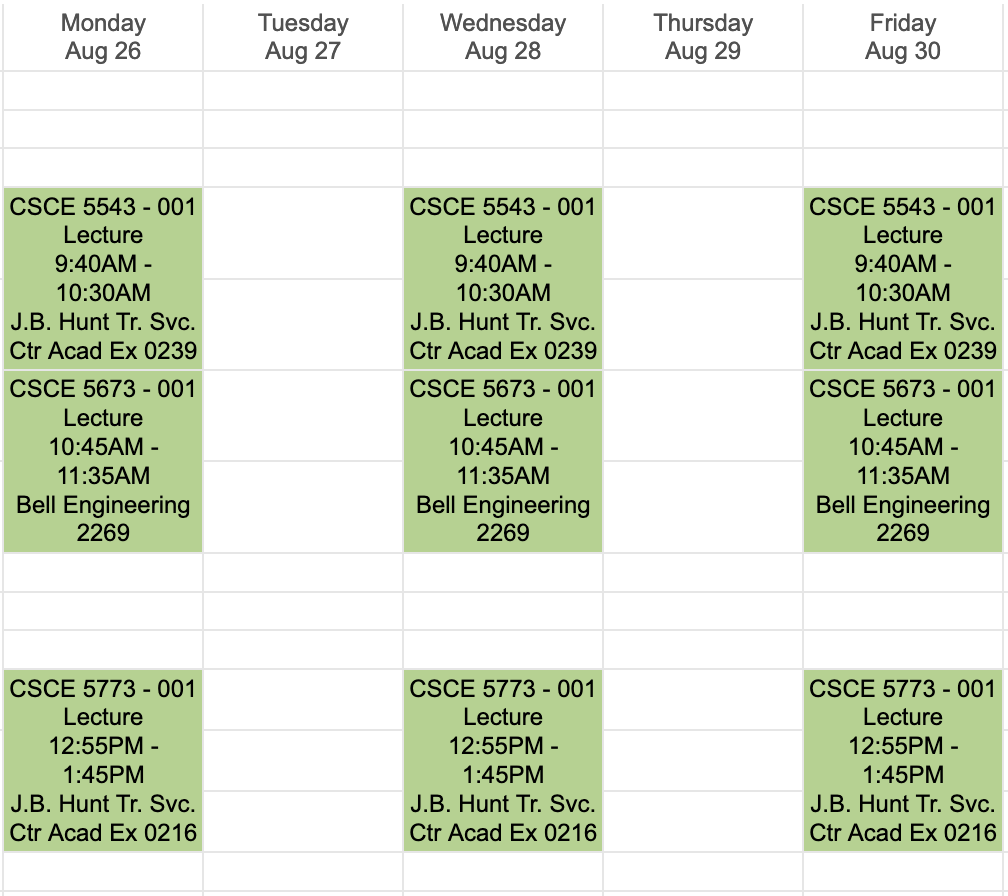 Monday
Aug 26
Tuesday
Aug 27
Wednesday
Aug 28
Thursday
Aug 29
Friday
Aug 30
CSCE 5543 - 001
Lecture
9:40AM -
10:30AM
J.B. Hunt Tr. Svc.
Ctr Acad Ex 0239
CSCE 5543 - 001
Lecture
9:40AM -
10:30AM
J.B. Hunt Tr. Svc.
Ctr Acad Ex 0239
CSCE 5543 - 001
Lecture
9:40AM -
10:30AM
J.B. Hunt Tr. Svc.
Ctr Acad Ex 0239
CSCE 5673 - 001
Lecture
10:45AM -
11:35AM
Bell Engineering
2269
CSCE 5673 - 001
Lecture
10:45AM -
11:35AM
Bell Engineering
2269
CSCE 5673 - 001
Lecture
10:45AM -
11:35AM
Bell Engineering
2269
CSCE 5773 - 001
Lecture
12:55PM -
1:45PM
J.B. Hunt Tr. Svc.
Ctr Acad Ex 0216
CSCE 5773 - 001
Lecture
12:55PM -
1:45PM
J.B. Hunt Tr. Svc.
Ctr Acad Ex 0216
CSCE 5773 - 001
Lecture
12:55PM -
1:45PM
J.B. Hunt Tr. Svc.
Ctr Acad Ex 0216